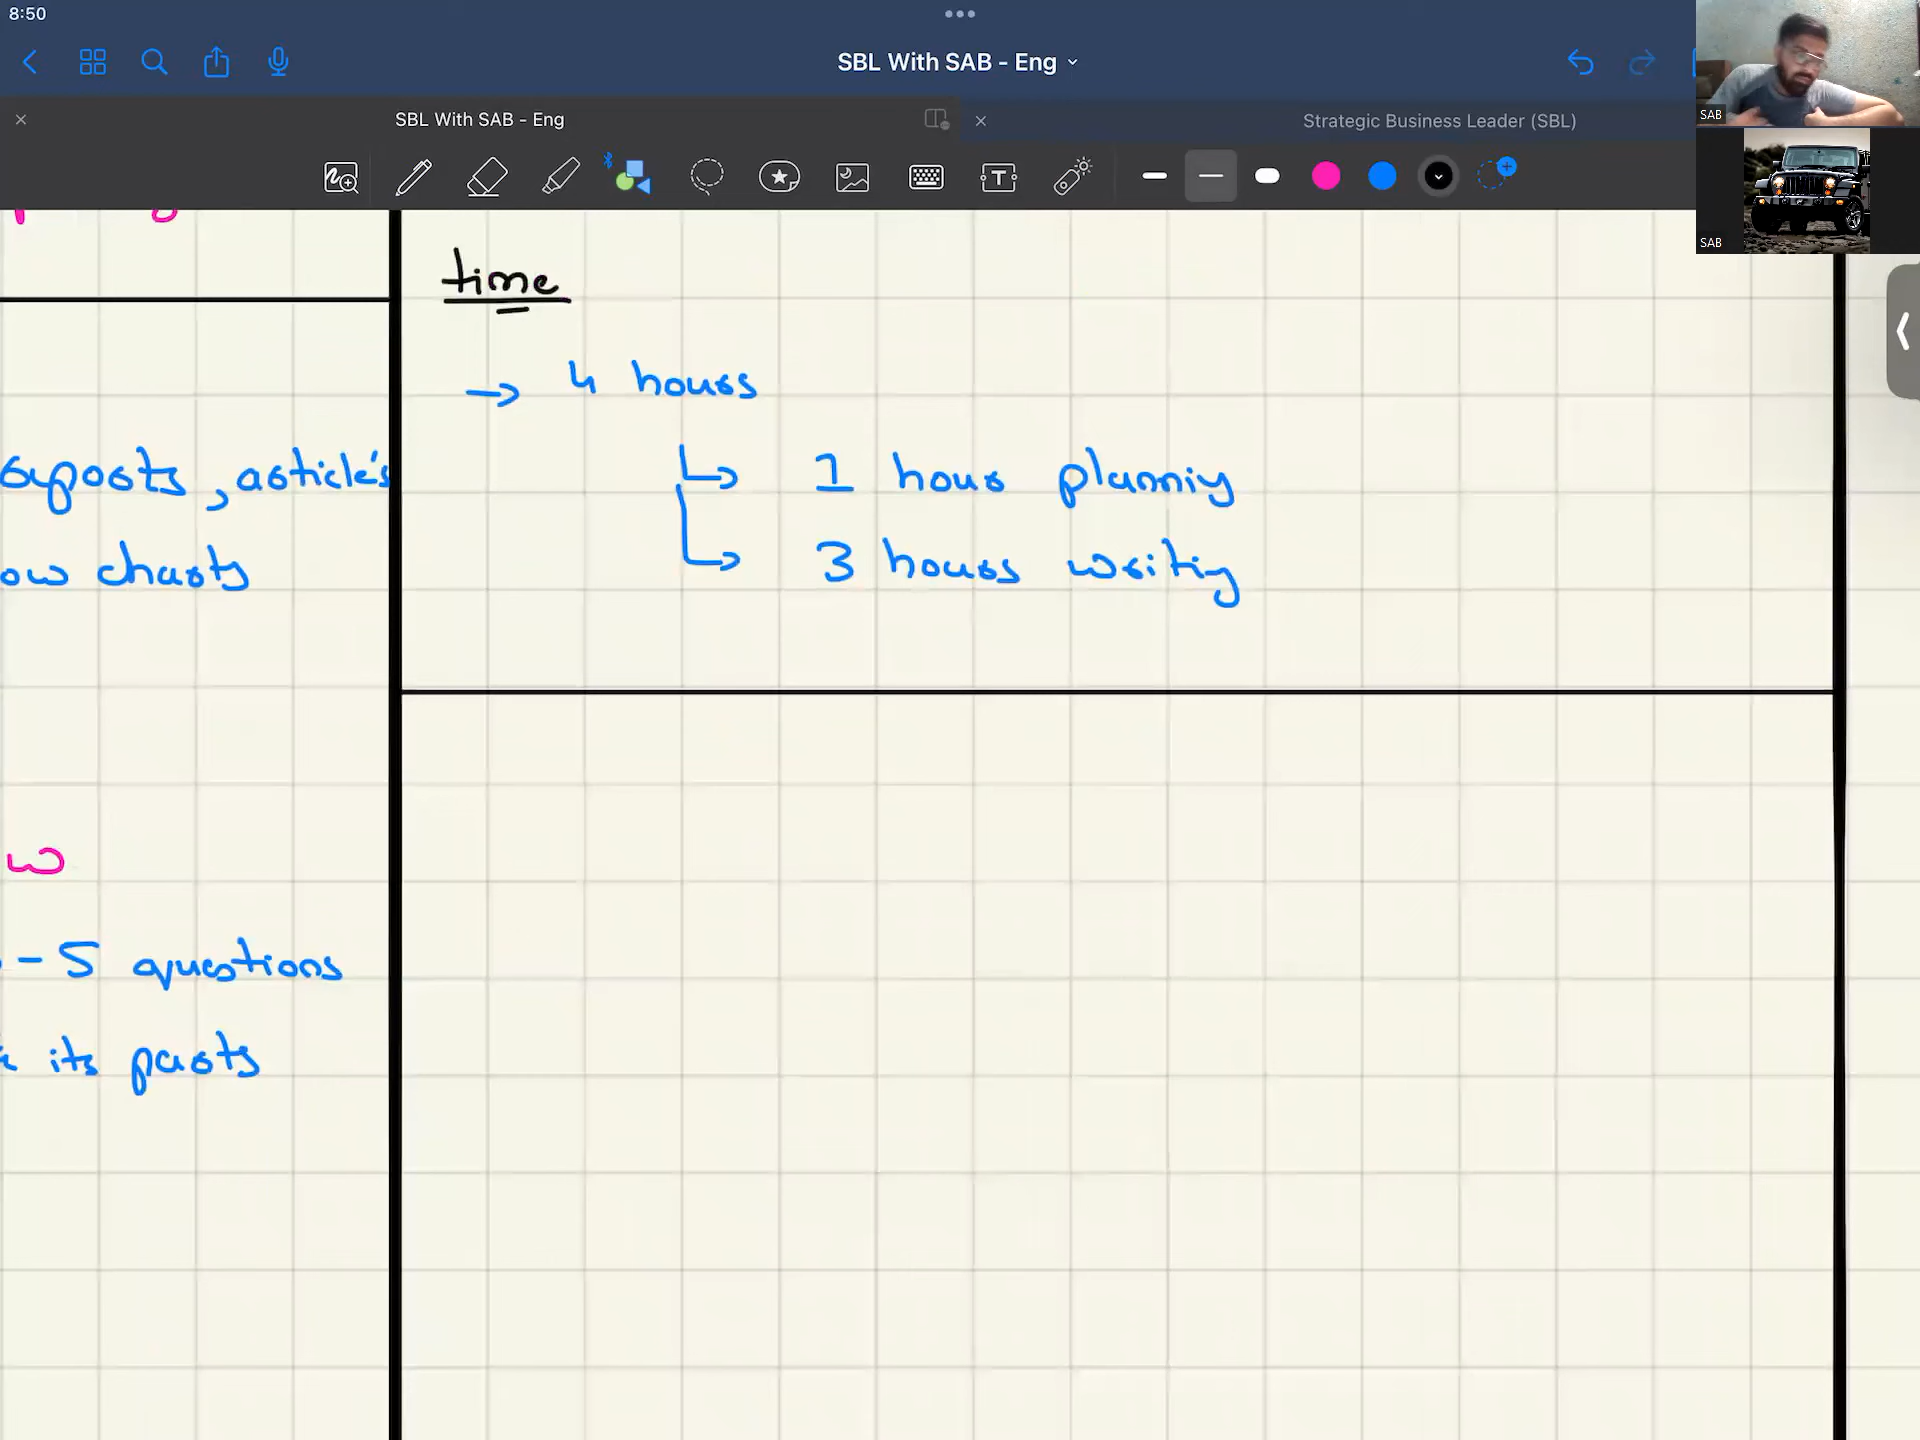 8:50
SBL With SAB - Eng
SBL With SAB - Eng
Strategic Business Leader (SBL)
SAB
SAB
time
→ 4 hours
1 hour planning
3 hours writing
reports, article's
charts
w
- 5 questions
its parts